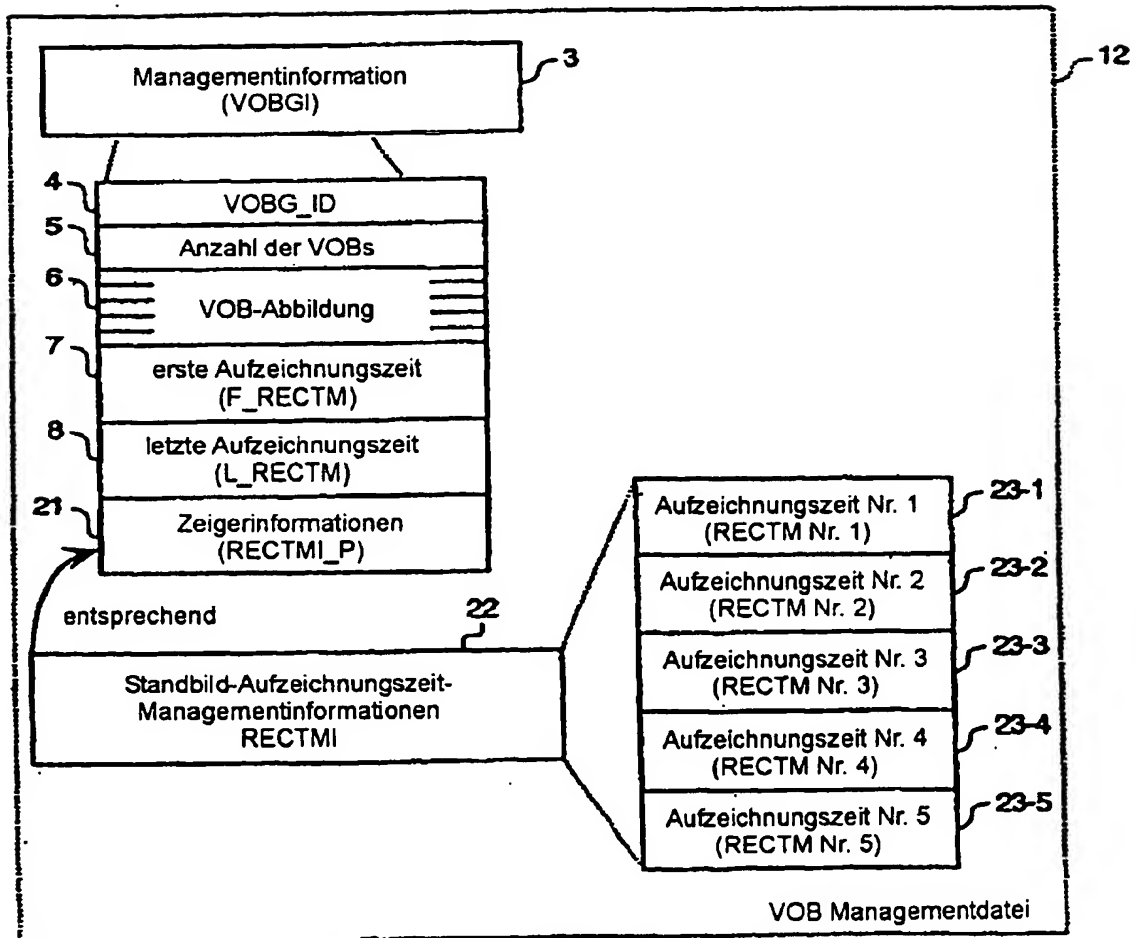 Managementinformation
(VOBGI)
3
12
4
VOBG_ID
5
Anzahl der VOBs
6
VOB-Abbildung
7
erste Aufzeichnungszeit
(F_RECTM)
8
letzte Aufzeichnungszeit
(L_RECTM)
21
Zeigerinformationen
(RECTMI_P)
entsprechend
22
Standbild-Aufzeichnungszeit-
Managementinformationen
RECTMI
Aufzeichnungszeit Nr. 1
(RECTM Nr. 1)
23-1
Aufzeichnungszeit Nr. 2
(RECTM Nr. 2)
23-2
Aufzeichnungszeit Nr. 3
(RECTM Nr. 3)
23-3
Aufzeichnungszeit Nr. 4
(RECTM Nr. 4)
23-4
Aufzeichnungszeit Nr. 5
(RECTM Nr. 5)
23-5
VOB Managementdatei